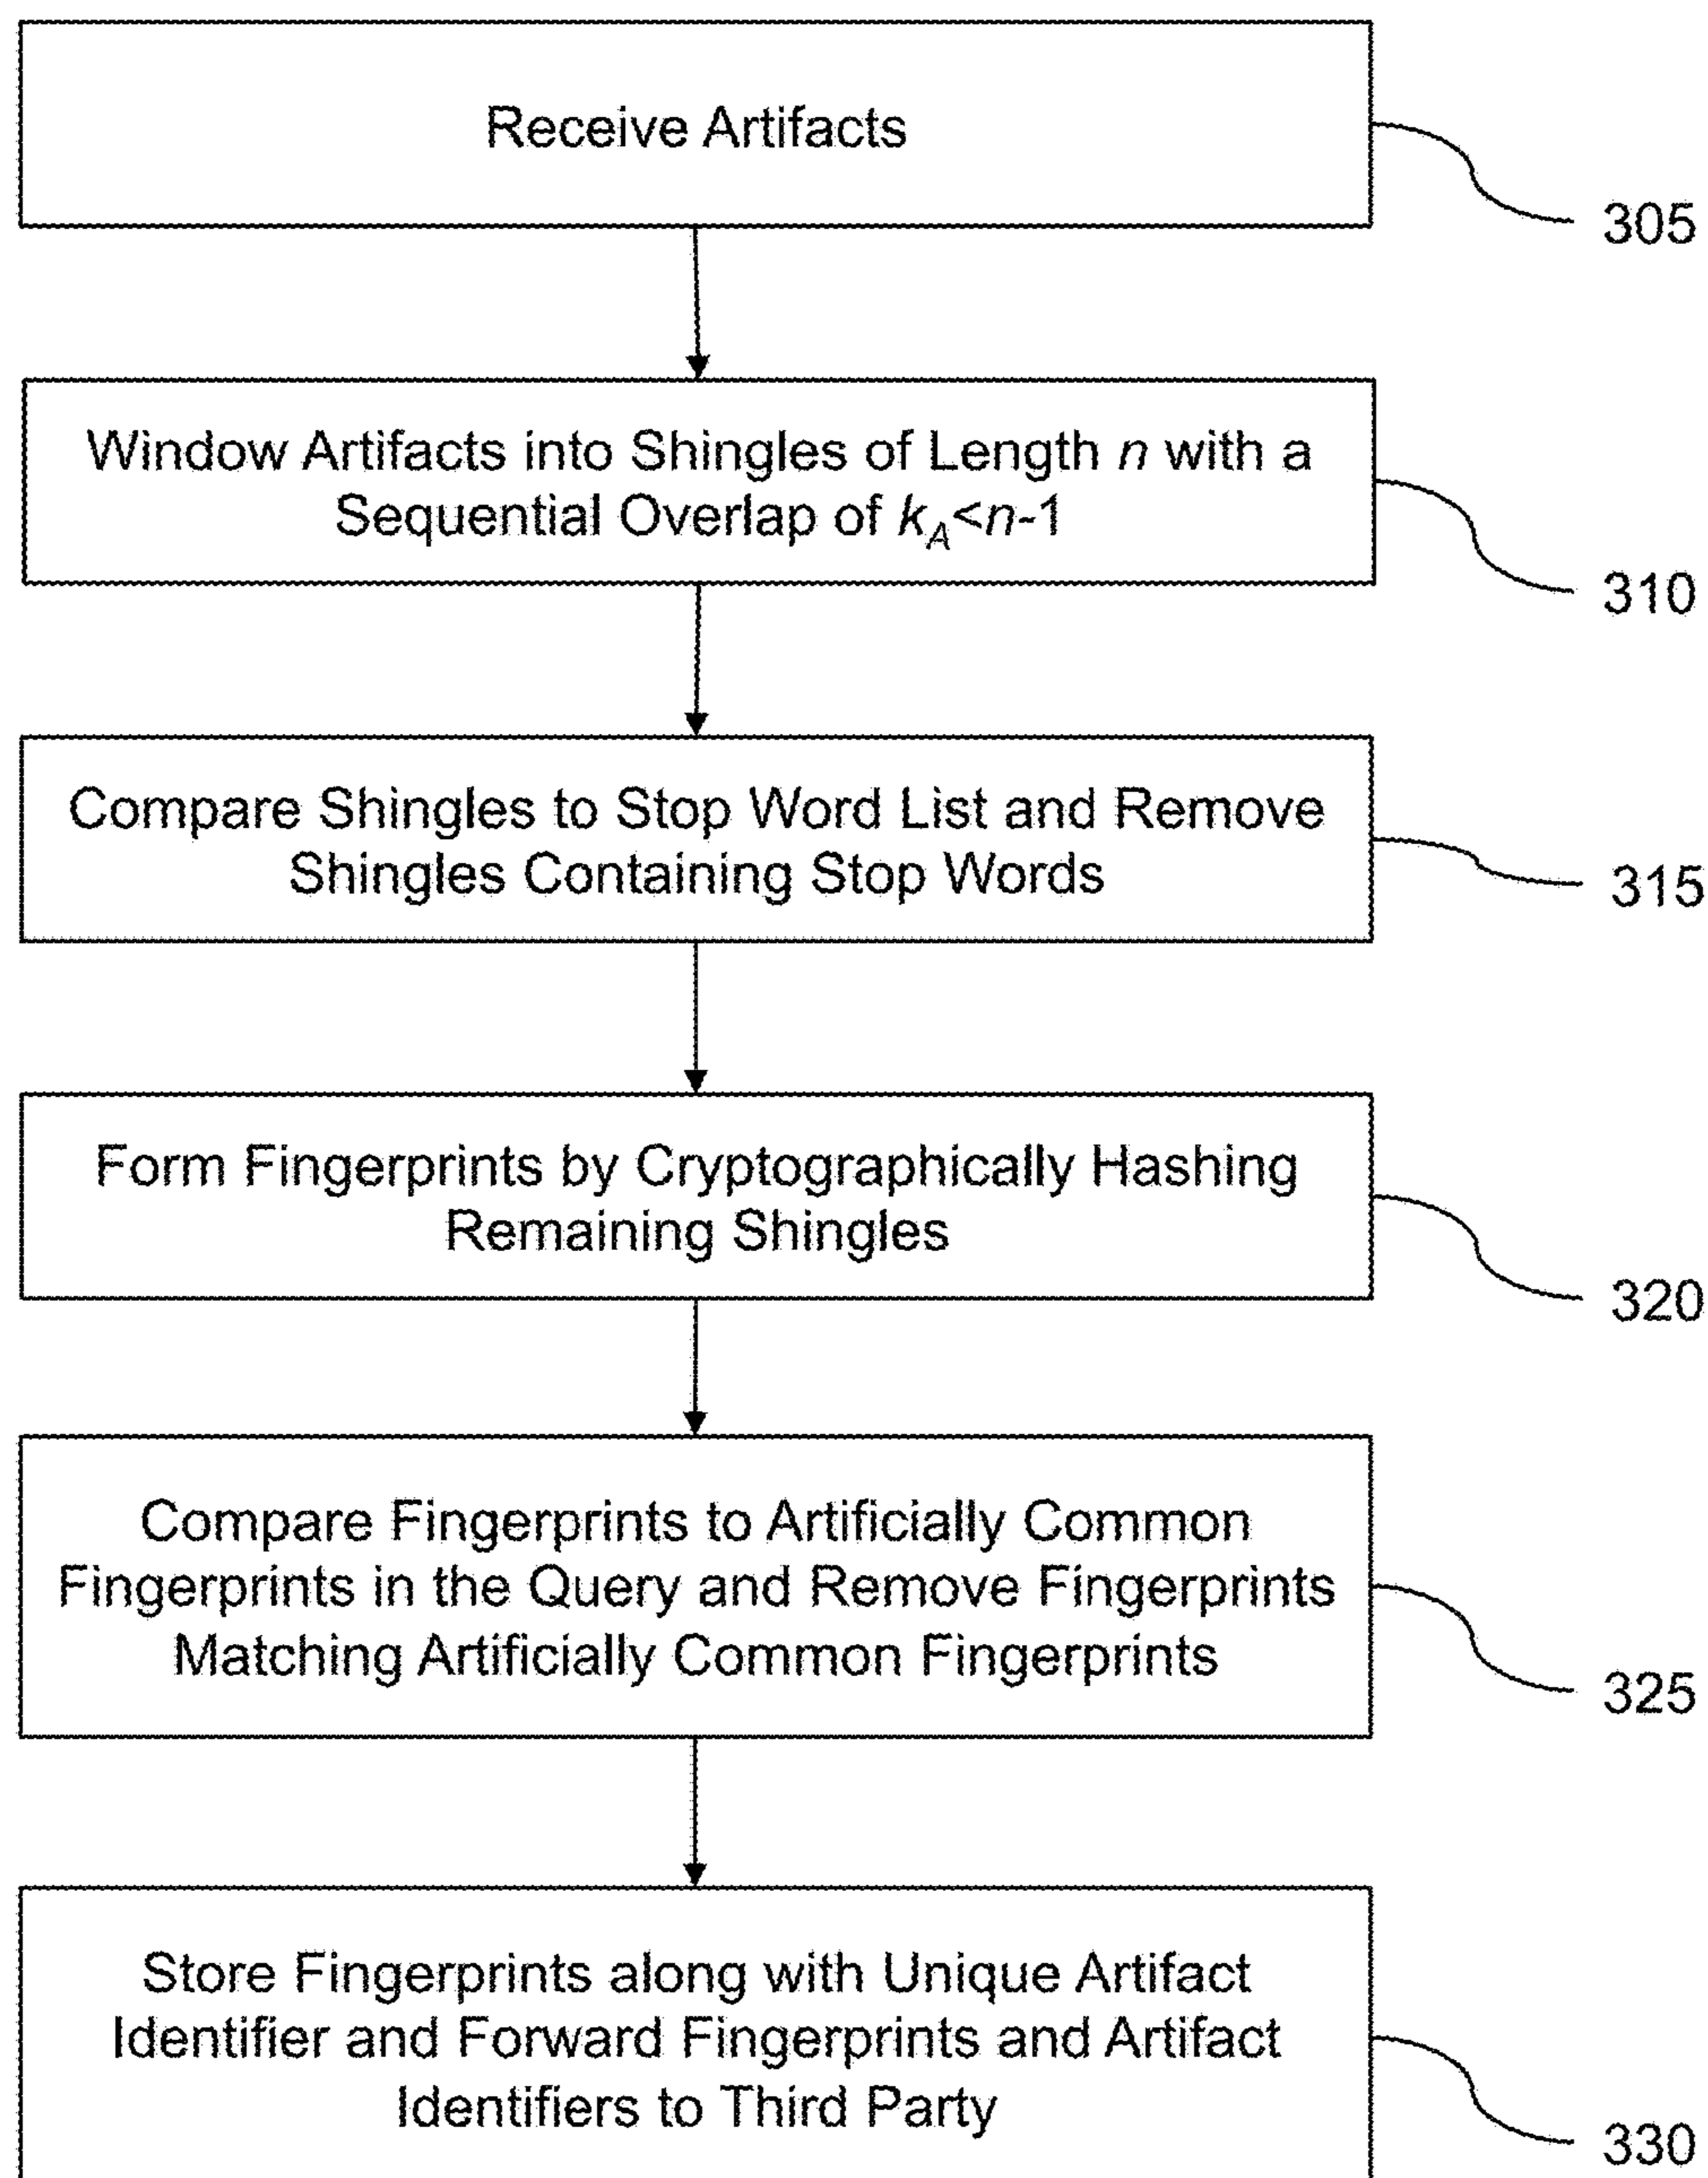 Receive Artifacts
305
Window Artifacts into Shingles of Length n with a
Sequential Overlap of kA<n-1
310
Compare Shingles to Stop Word List and Remove
Shingles Containing Stop Words
315
Form Fingerprints by Cryptographically Hashing
Remaining Shingles
320
Compare Fingerprints to Artificially Common
Fingerprints in the Query and Remove Fingerprints
Matching Artificially Common Fingerprints
325
Store Fingerprints along with Unique Artifact
Identifier and Forward Fingerprints and Artifact
Identifiers to Third Party
330